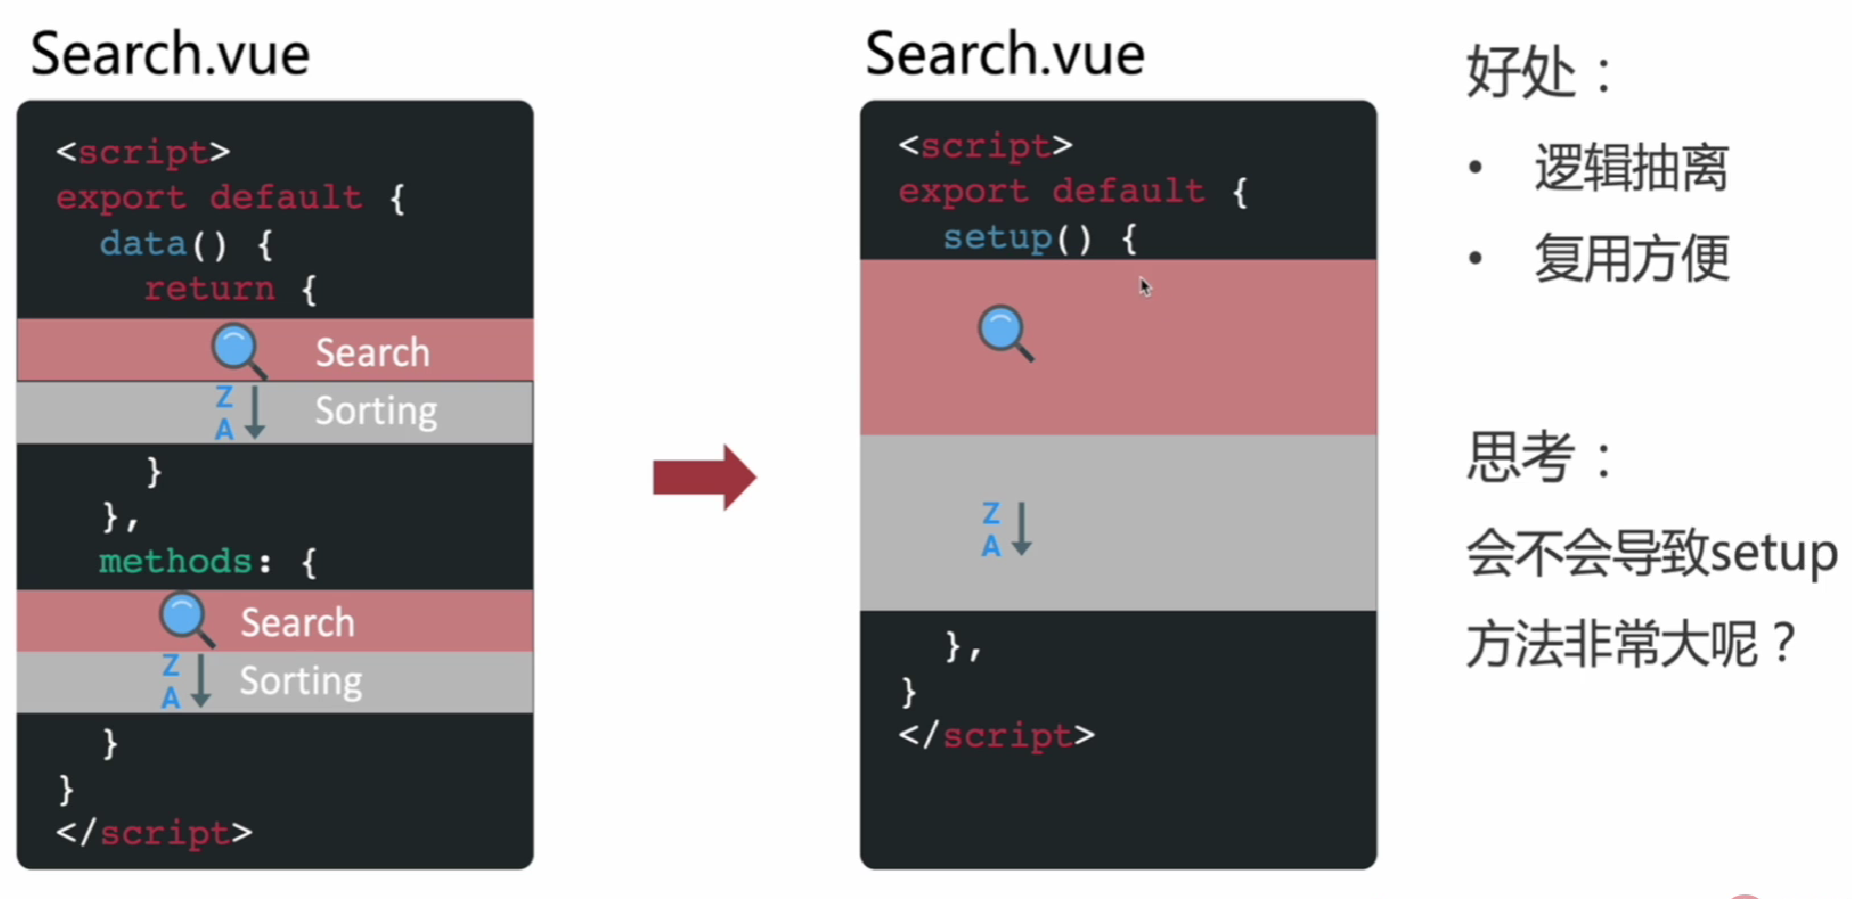 Search.vue
<script>
export default {
data() {
return {
Search
Z
A
Sorting
}
},
methods: {
Search
Z
A
Sorting
}
}
</script>
Search.vue
<script>
export default {
setup() {
Z
A
},
}
</script>
好处：
• 逻辑抽离
• 复用方便
思考：
会不会导致setup
方法非常大呢？